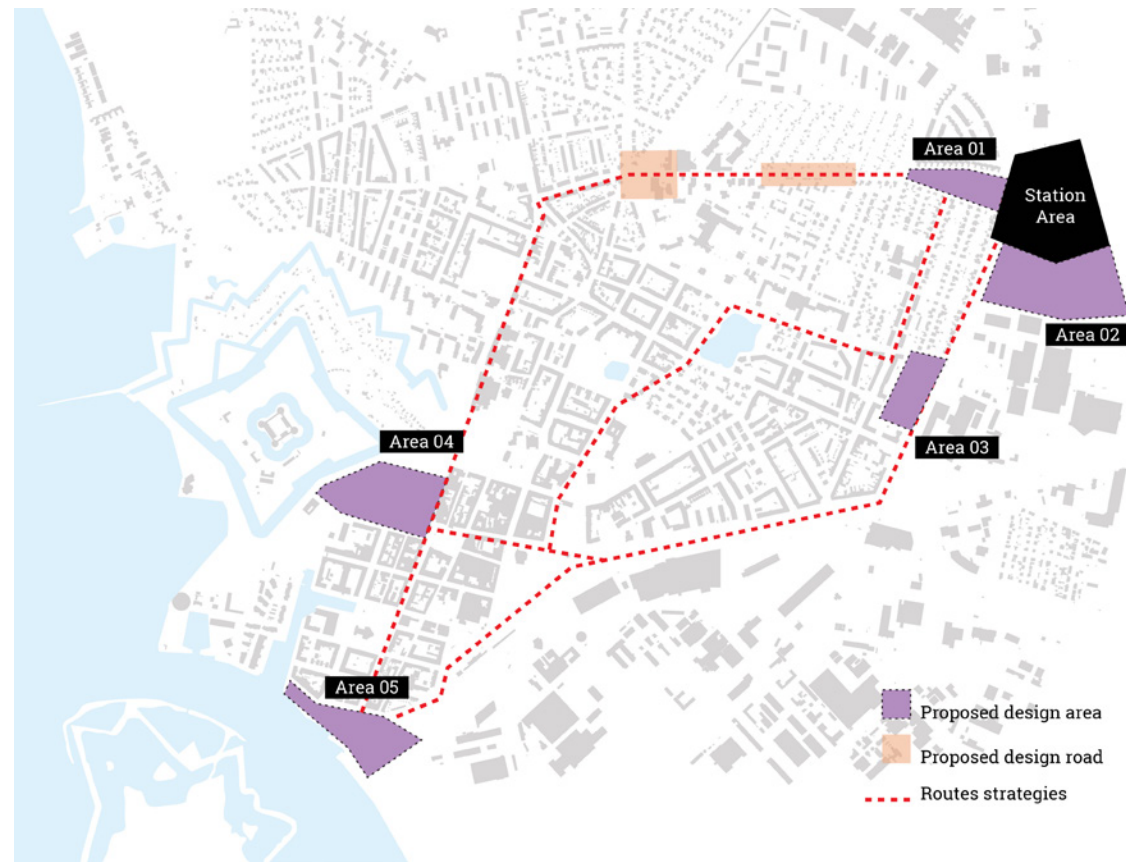 Area 01
Station
Area
Area 02
Area 03
Area 04
Area 05
Proposed design area
Proposed design road
Routes strategies